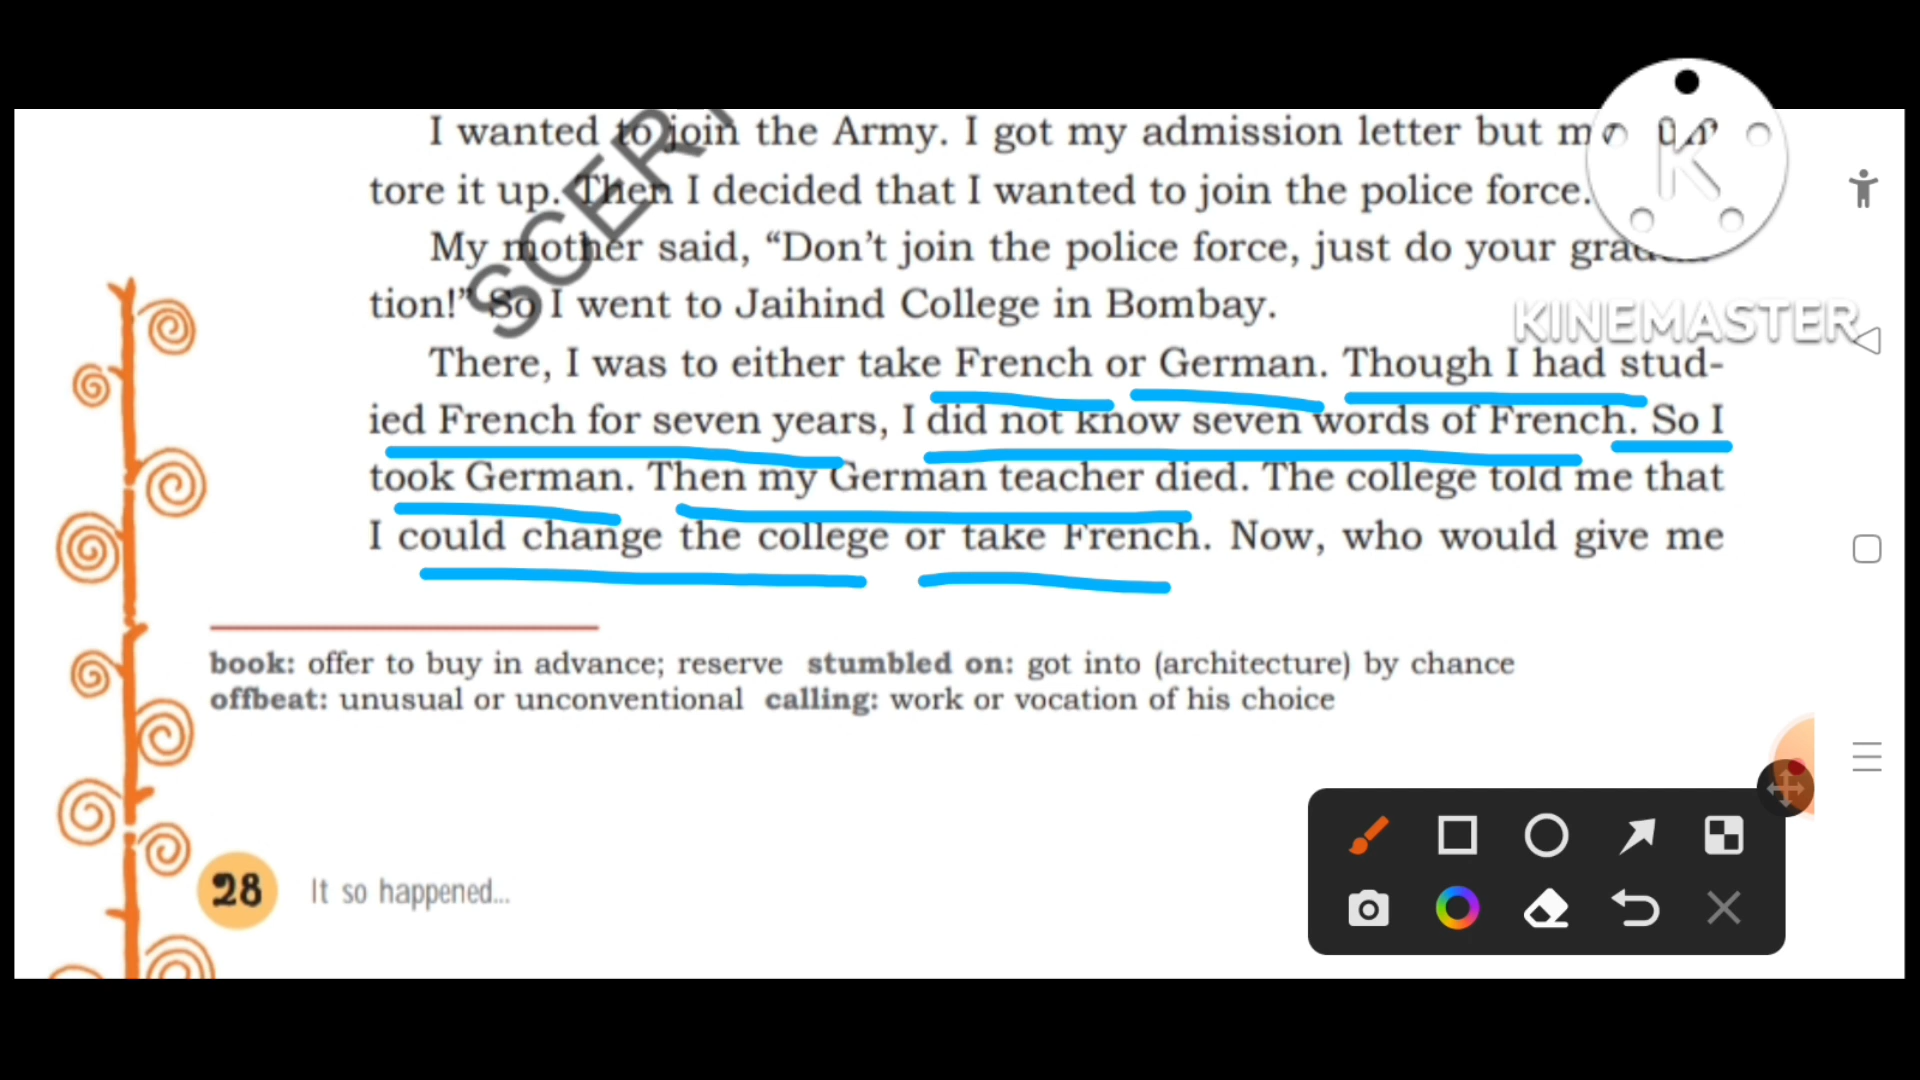 I wanted to join the Army. I got my admission letter but
tore it up. Then I decided that I wanted to join the police force.
My mother said, “Don’t join the police force, just do your
tion!” So I went to Jaihind College in Bombay.
There, I was to either take French or German. Though I had stud-
ied French for seven years, I did not know seven words of French. So I
took German. Then my German teacher died. The college told me that
I could change the college or take French. Now, who would give me
book: offer to buy in advance; reserve stumbled on: got into (architecture) by chance
offbeat: unusual or unconventional calling: work or vocation of his choice
28 It so happened...
SCERT
K
KINEMASTER